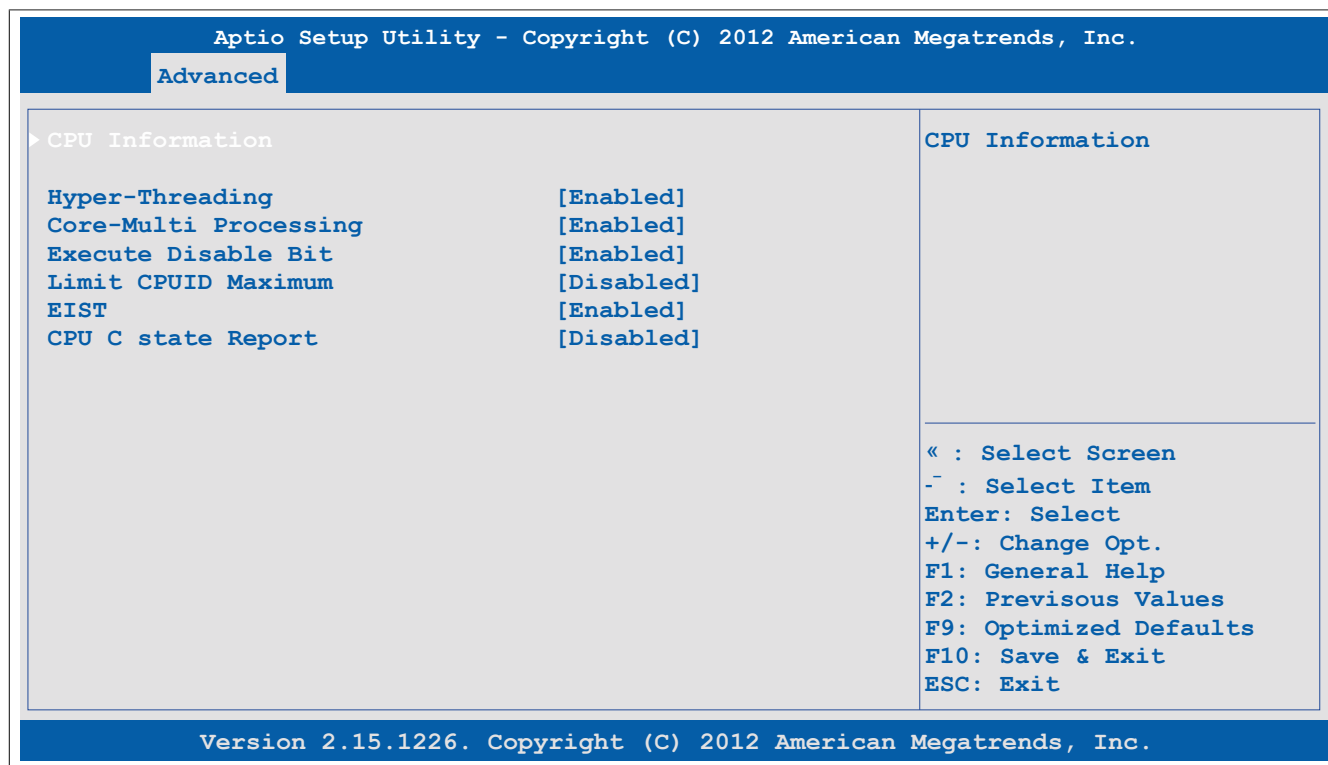 Aptio Setup Utility - Copyright (C) 2012 American Megatrends, Inc.
Advanced
CPU Information
Hyper-Threading [Enabled]
Core-Multi Processing [Enabled]
Execute Disable Bit [Enabled]
Limit CPUID Maximum [Disabled]
EIST [Enabled]
CPU C state Report [Disabled]
CPU Information
« : Select Screen
-¯ : Select Item
Enter: Select
+/-: Change Opt.
F1: General Help
F2: Previsous Values
F9: Optimized Defaults
F10: Save & Exit
ESC: Exit
Version 2.15.1226. Copyright (C) 2012 American Megatrends, Inc.